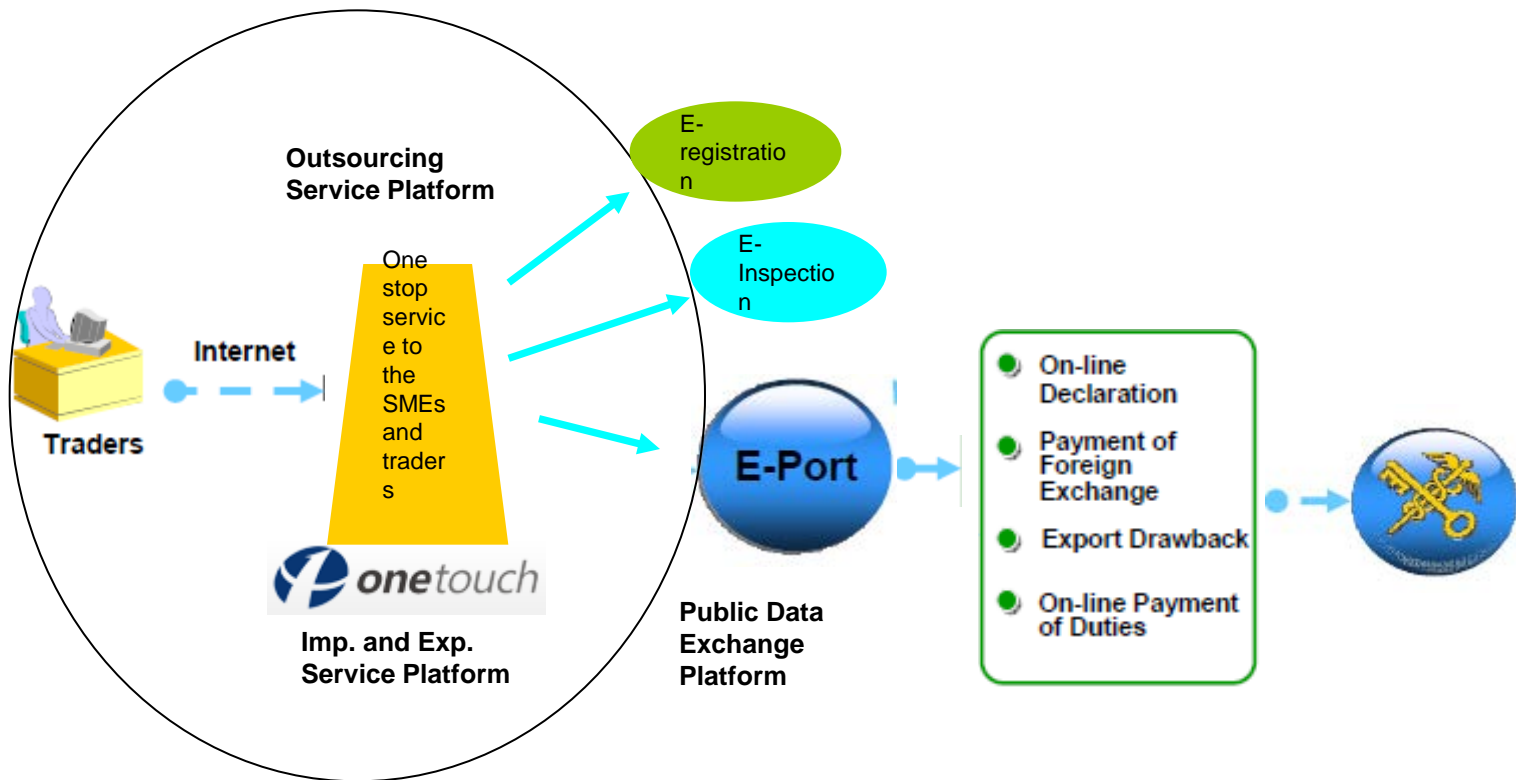 Outsourcing
Service Platform
E-
registratio
n
E-
Inspectio
n
One
stop
servic
e to
the
SMEs
and
trader
s
Internet
Traders
onetouch
Imp. and Exp.
Service Platform
E-Port
Public Data
Exchange
Platform
On-line
Declaration
Payment of
Foreign
Exchange
Export Drawback
On-line Payment
of Duties